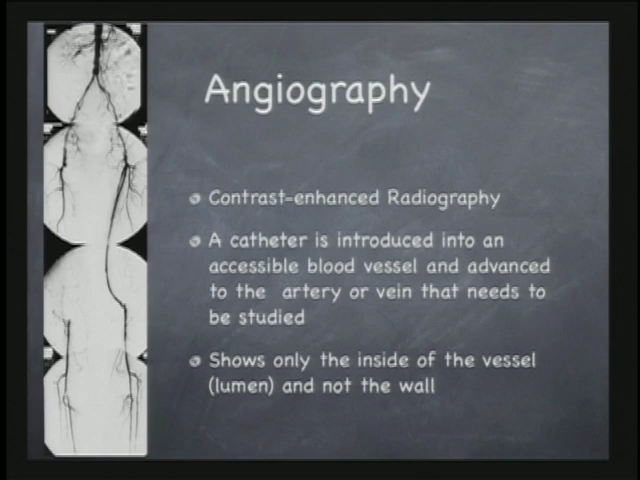 Angiography
Contrast-enhanced Radiography
A catheter is introduced into an
accessible blood vessel and advanced
to the artery or vein that needs to
be studied
Shows only the inside of the vessel
(lumen) and not the wall